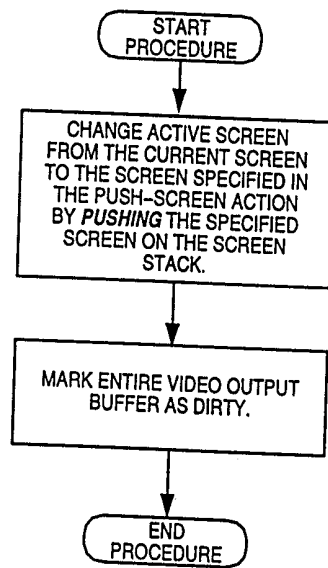 START
PROCEDURE
CHANGE ACTIVE SCREEN
FROM THE CURRENT SCREEN
TO THE SCREEN SPECIFIED IN
THE PUSH-SCREEN ACTION
BY PUSHING THE SPECIFIED
SCREEN ON THE SCREEN
STACK.
MARK ENTIRE VIDEO OUTPUT
BUFFER AS DIRTY.
END
PROCEDURE